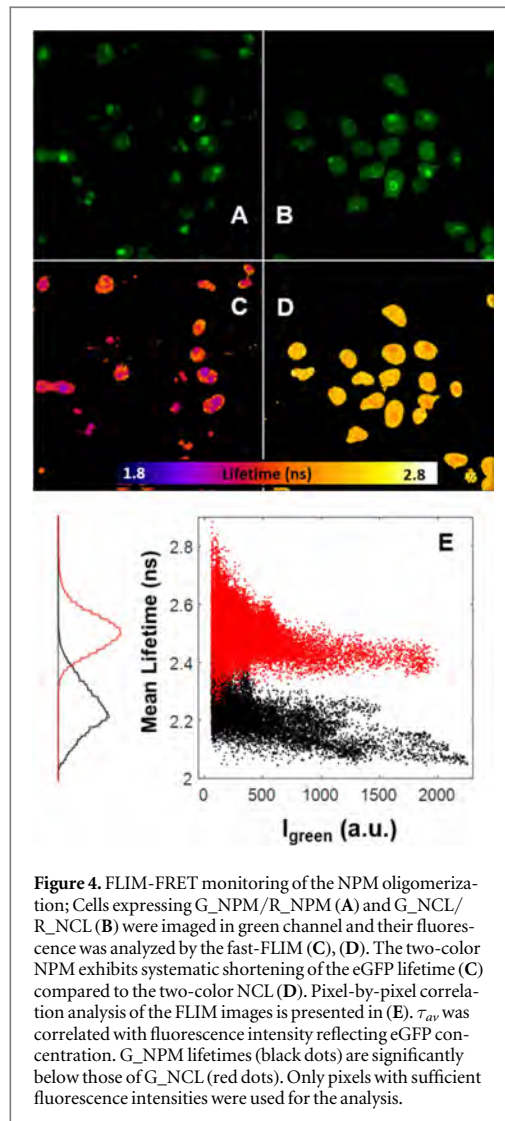 A
B
C
D
1.8 Lifetime (ns) 2.8
E
Mean Lifetime (ns)
2.8
2.6
2.4
2.2
2
0 500 1000 1500 2000
I green (a.u.)
Figure 4. FLIM-FRET monitoring of the NPM oligomeriza-
tion; Cells expressing G_NPM/R_NPM (A) and G_NCL/
R_NCL (B) were imaged in green channel and their fluores-
cence was analyzed by the fast-FLIM (C), (D). The two-color
NPM exhibits systematic shortening of the eGFP lifetime (C)
compared to the two-color NCL (D). Pixel-by-pixel correla-
tion analysis of the FLIM images is presented in (E). τav was
correlated with fluorescence intensity reflecting eGFP con-
centration. G_NPM lifetimes (black dots) are significantly
below those of G_NCL (red dots). Only pixels with sufficient
fluorescence intensities were used for the analysis.